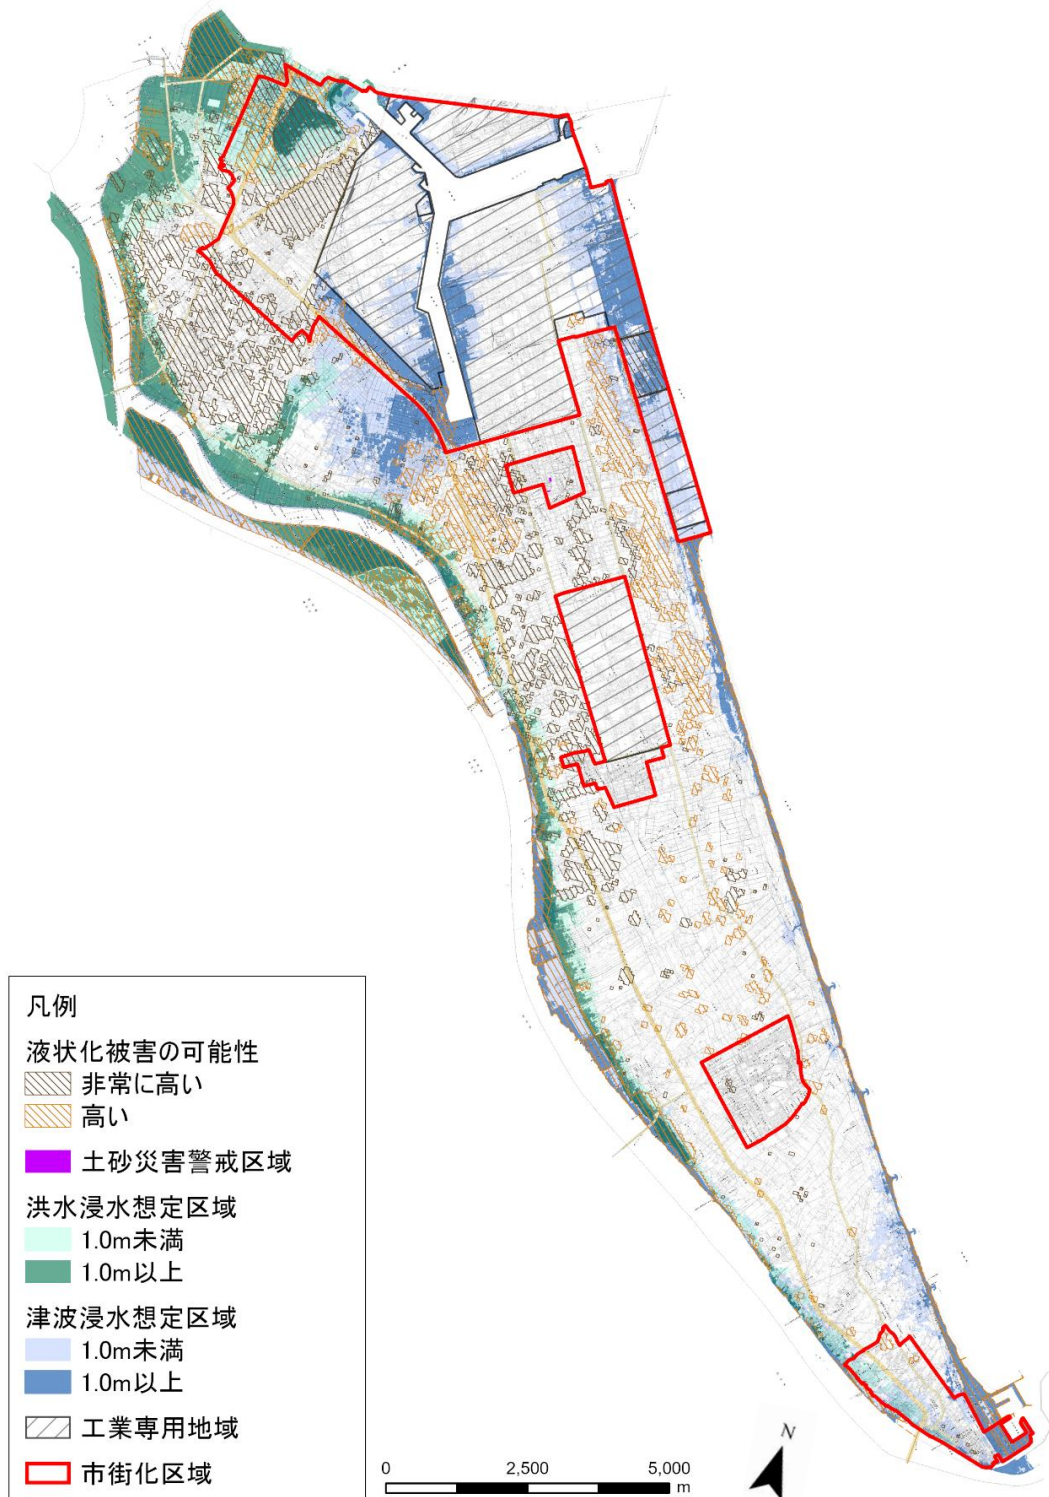 凡例
液状化被害の可能性
非常に高い
高い
土砂災害警戒区域
洪水浸水想定区域
1.0m未満
1.0m以上
津波浸水想定区域
1.0m未満
1.0m以上
工業専用地域
市街化区域
N
0 2,500 5,000
m